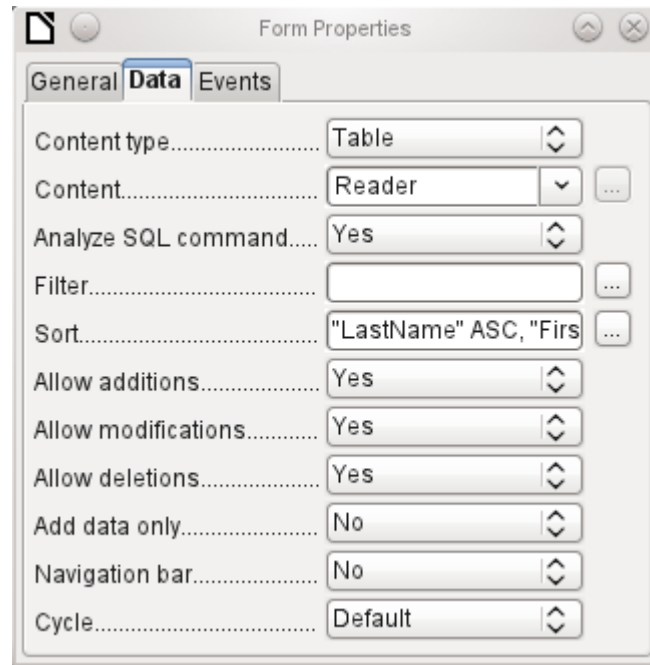 Form Properties
General Data Events
Content type....................... Table
Content............................... Reader ...
Analyze SQL command..... Yes
Filter.................................... ...
Sort..................................... "LastName" ASC, "Firs ...
Allow additions.................... Yes
Allow modifications............ Yes
Allow deletions................... Yes
Add data only...................... No
Navigation bar.................... No
Cycle................................... Default